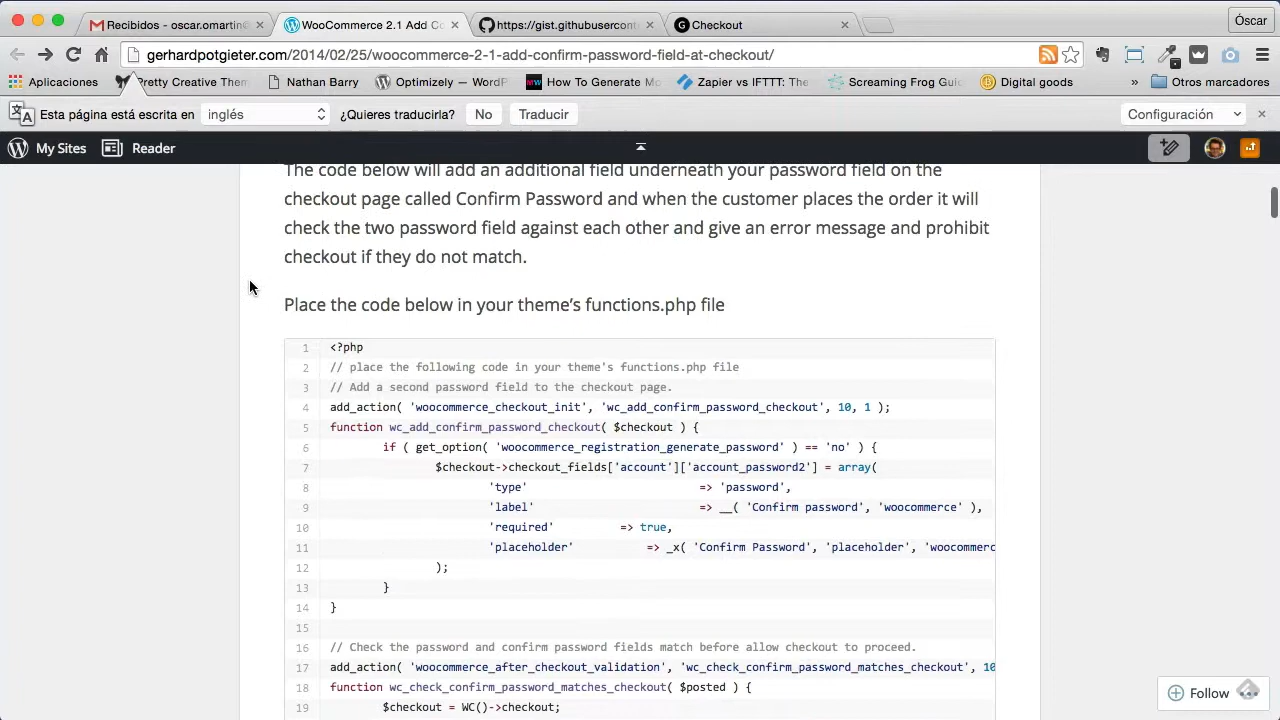 Recibidos - oscar.omartin@
WooCommerce 2.1 Add Co
https://gist.githubusercont
Checkout
Óscar
gerhardpotgieter.com/2014/02/25/woocommerce-2-1-add-confirm-password-field-at-checkout/
Aplicaciones
Pretty Creative Them
Nathan Barry
Optimizely — WordP
How To Generate Mo
Zapier vs IFTTT: The
Screaming Frog Guid
Digital goods
»
Otros marcadores
Esta página está escrita en
inglés
¿Quieres traducirla?
No
Traducir
Configuración
My Sites
Reader
The code below will add an additional field underneath your password field on the
checkout page called Confirm Password and when the customer places the order it will
check the two password field against each other and give an error message and prohibit
checkout if they do not match.
Place the code below in your theme's functions.php file
1 <?php
2 // place the following code in your theme's functions.php file
3 // Add a second password field to the checkout page.
4 add_action( 'woocommerce_checkout_init', 'wc_add_confirm_password_checkout', 10, 1 );
5 function wc_add_confirm_password_checkout( $checkout ) {
6 if ( get_option( 'woocommerce_registration_generate_password' ) == 'no' ) {
7 $checkout->checkout_fields['account']['account_password2'] = array(
8 'type' => 'password',
9 'label' => __( 'Confirm password', 'woocommerce' ),
10 'required' => true,
11 'placeholder' => _x( 'Confirm Password', 'placeholder', 'woocommerc
12 );
13 }
14 }
15
16 // Check the password and confirm password fields match before allow checkout to proceed.
17 add_action( 'woocommerce_after_checkout_validation', 'wc_check_confirm_password_matches_checkout', 10
18 function wc_check_confirm_password_matches_checkout( $posted ) {
19 $checkout = WC()->checkout;
Follow